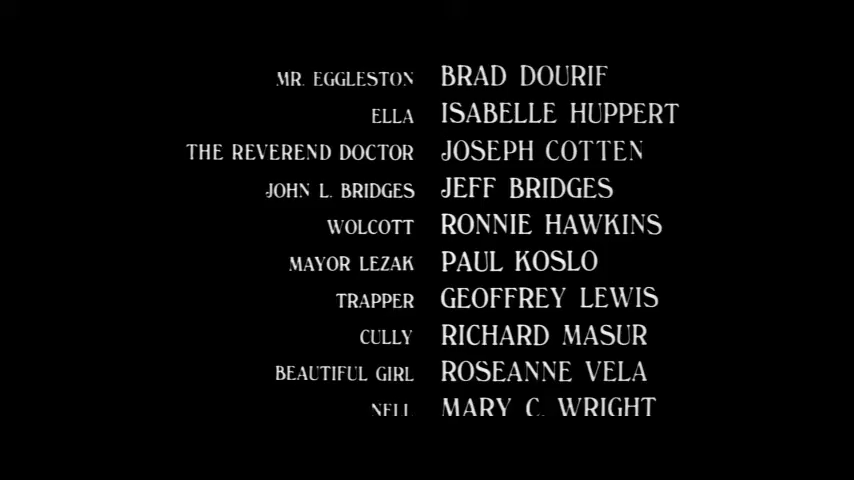 MR. EGGLESTON BRAD DOURIF
ELLA ISABELLE HUPPERT
THE REVEREND DOCTOR JOSEPH COTTEN
JOHN L. BRIDGES JEFF BRIDGES
WOLCOTT RONNIE HAWKINS
MAYOR LEZAK PAUL KOSLO
TRAPPER GEOFFREY LEWIS
CULLY RICHARD MASUR
BEAUTIFUL GIRL ROSEANNE VELA
NELL MARY C. WRIGHT